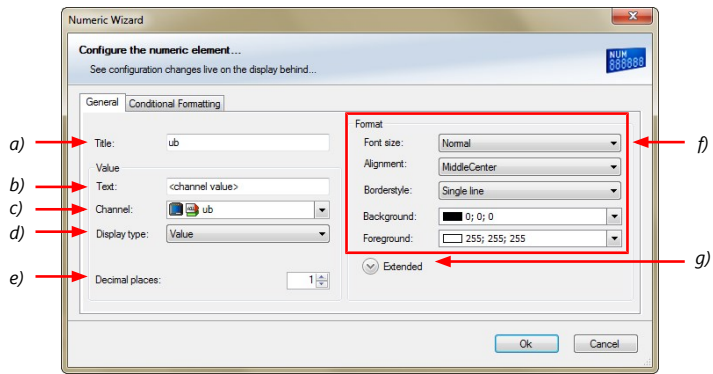 Numeric Wizard
x
Configure the numeric element...
See configuration changes live on the display behind...
NUM
888888
General
Conditional Formatting
a)
Title:
ub
Value
b)
Text:
<channel value>
c)
Channel:
ub
d)
Display type:
Value
e)
Decimal places:
1
Format
f)
Font size:
Normal
Alignment:
MiddleCenter
Borderstyle:
Single line
Background:
0; 0; 0
Foreground:
255; 255; 255
g)
Extended
Ok
Cancel